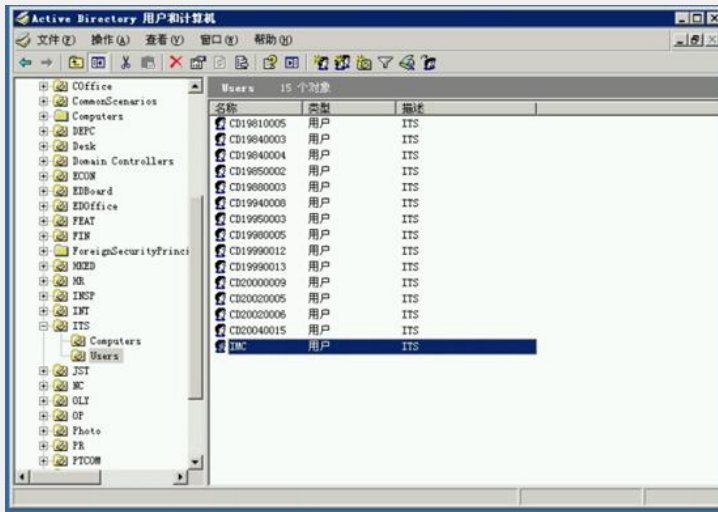 Active Directory 用户和计算机
文件(F) 操作(A) 查看(V) 窗口(W) 帮助(H)
COffice
CommonScenarios
Computers
DEPC
Desk
Domain Controllers
ECON
EDBoard
EDOffice
FEAT
FIN
ForeignSecurityPrinci
HEED
HR
INSP
INT
ITS
Computers
Users
JST
NC
OLY
OP
Photo
PR
PTCOM
Users 15 个对象
名称 类型 描述
CD19810005 用户 ITS
CD19840003 用户 ITS
CD19840004 用户 ITS
CD19850002 用户 ITS
CD19880003 用户 ITS
CD19940008 用户 ITS
CD19950003 用户 ITS
CD19980005 用户 ITS
CD19990012 用户 ITS
CD19990013 用户 ITS
CD20000009 用户 ITS
CD20020005 用户 ITS
CD20020006 用户 ITS
CD20040015 用户 ITS
IMC 用户 ITS